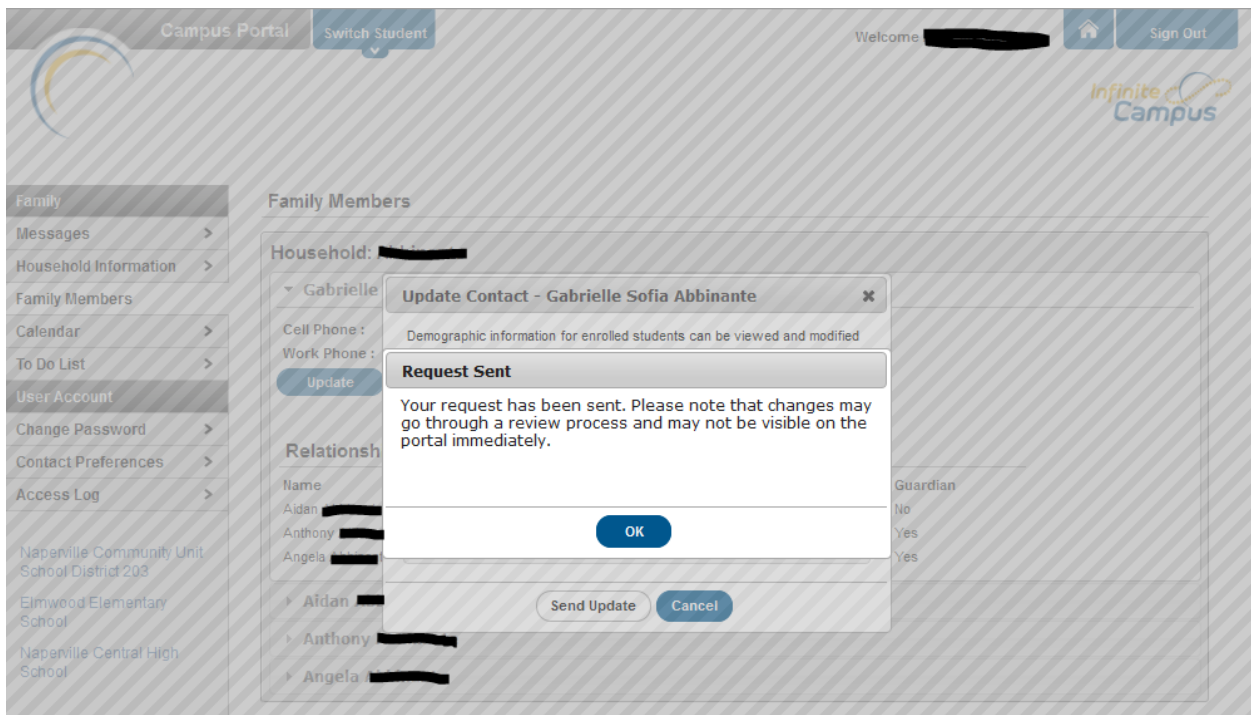 Campus Portal
Switch Student
Welcome
Sign Out
Infinite
Campus
Family
Messages
Household Information
Family Members
Calendar
To Do List
User Account
Change Password
Contact Preferences
Access Log
Naperville Community Unit
School District 203
Elmwood Elementary
School
Naperville Central High
School
Family Members
Household:
Gabrielle
Cell Phone :
Work Phone :
Update
Update Contact - Gabrielle Sofia Abbinante
Demographic information for enrolled students can be viewed and modified
Request Sent
Your request has been sent. Please note that changes may
go through a review process and may not be visible on the
portal immediately.
OK
Send Update
Cancel
Name
Guardian
Aidan
No
Anthony
Yes
Angela
Yes
Aidan
Anthony
Angela